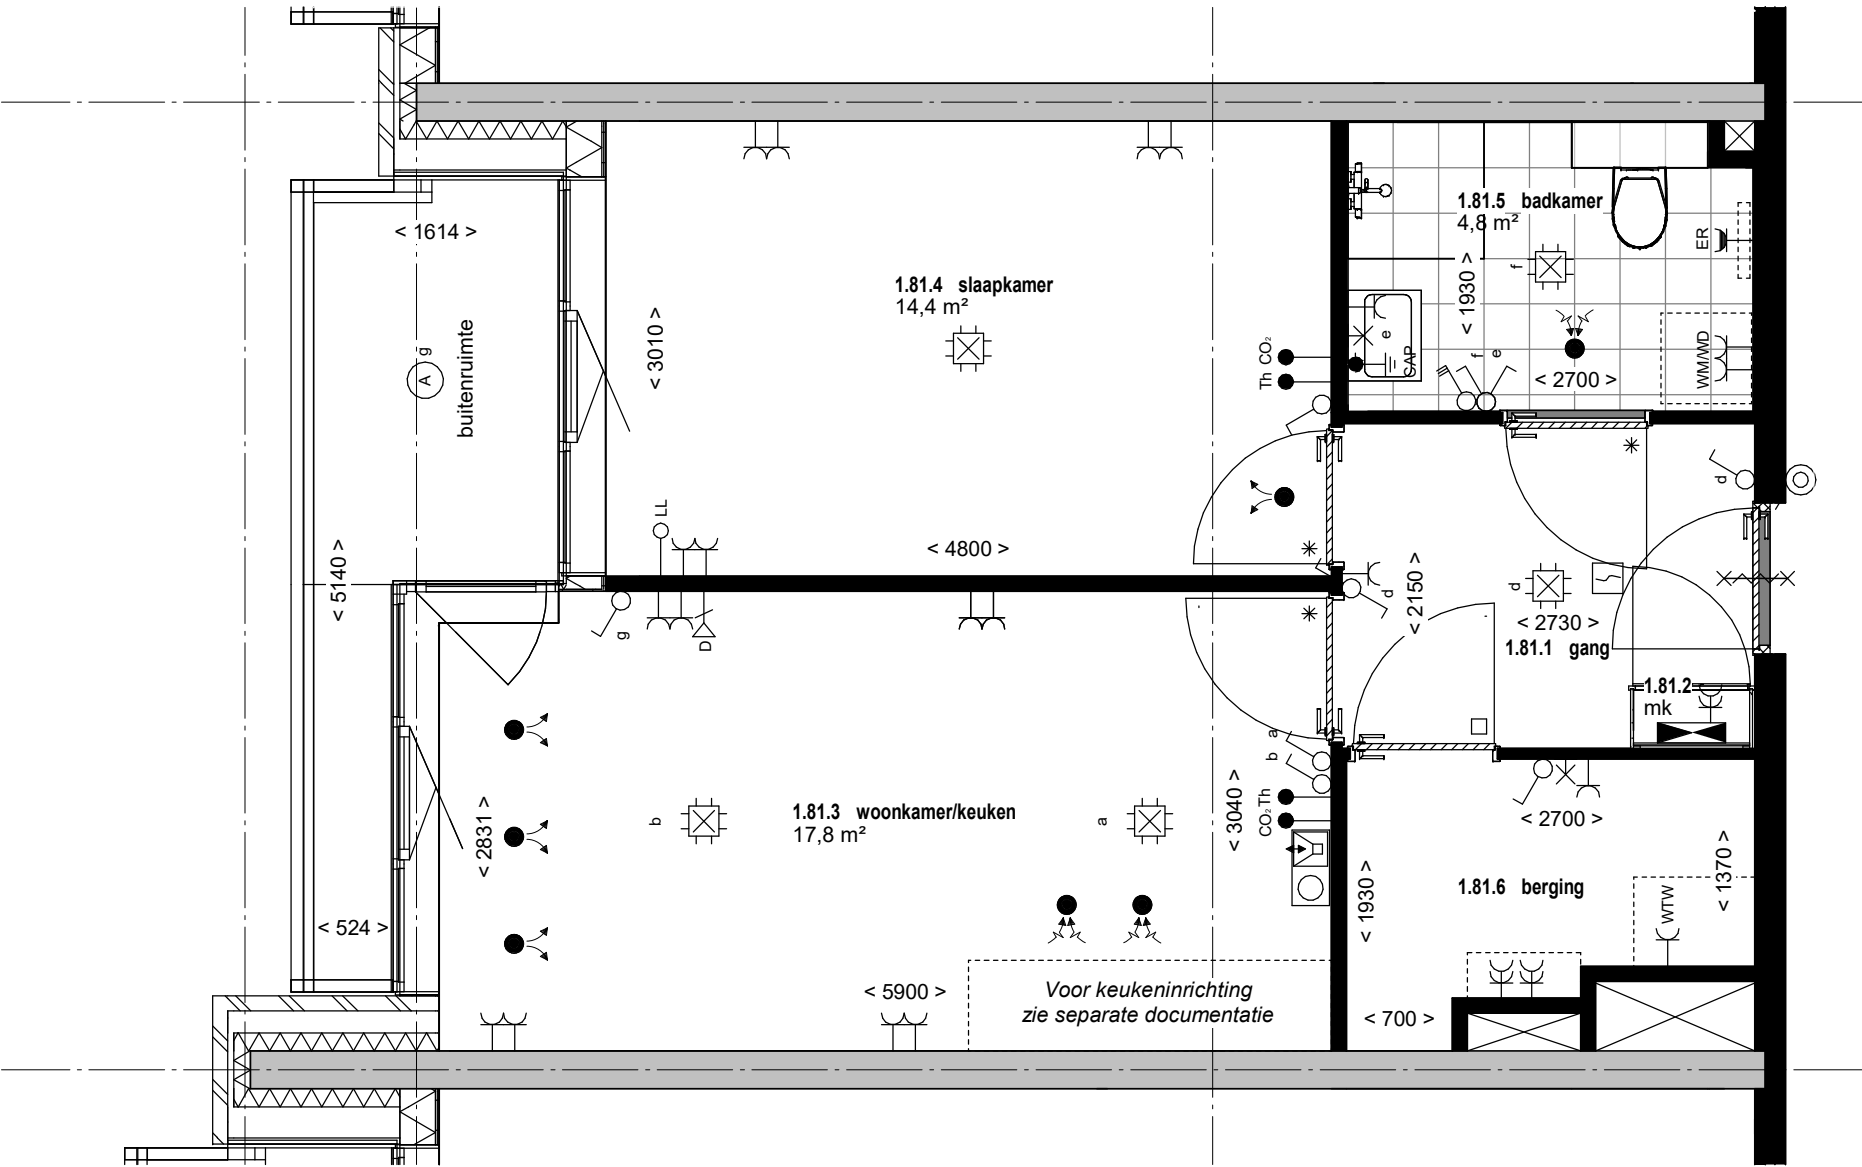 < 1614 >
buitenruimte
A
g
< 5140 >
< 524 >
1.81.4 slaapkamer
14,4 m²
< 3010 >
< 4800 >
LL
Th CO₂
1.81.5 badkamer
4,8 m²
< 1930 >
< 2700 >
f
e
f
e
CAP
ER
WM/WD
d
d
d
< 2150 >
< 2730 >
1.81.1 gang
1.81.2
mk
g
D
b
a
1.81.3 woonkamer/keuken
17,8 m²
< 2831 >
< 3040 >
b a
CO₂ Th
< 5900 >
Voor keukeninrichting
zie separate documentatie
< 2700 >
< 1930 >
< 1370 >
1.81.6 berging
WTW
< 700 >